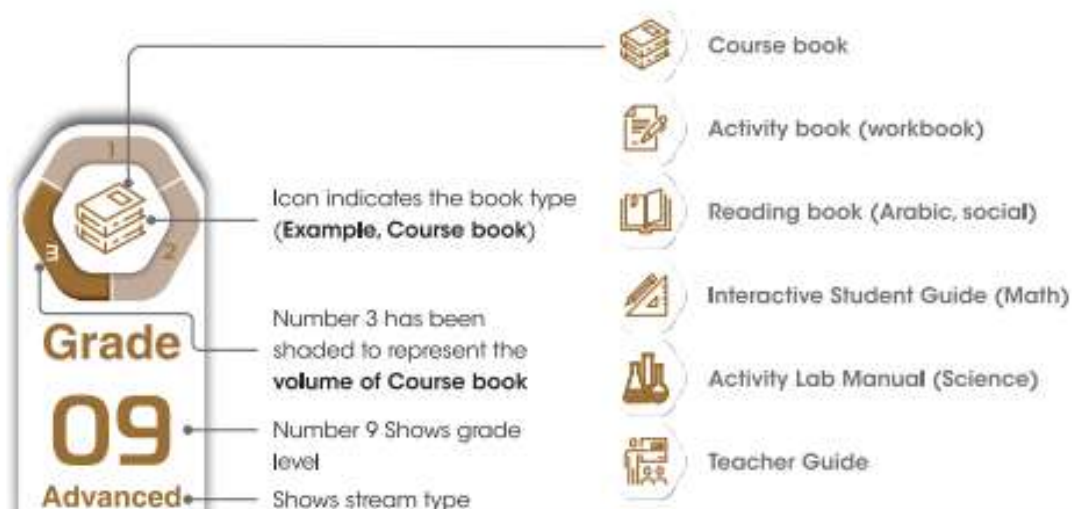 1
2
3
Grade
09
Advanced
Icon indicates the book type
(Example, Course book)
Number 3 has been
shaded to represent the
volume of Course book
Number 9 Shows grade
level
Shows stream type
Course book
Activity book (workbook)
Reading book (Arabic, social)
Interactive Student Guide (Math)
Activity Lab Manual (Science)
Teacher Guide